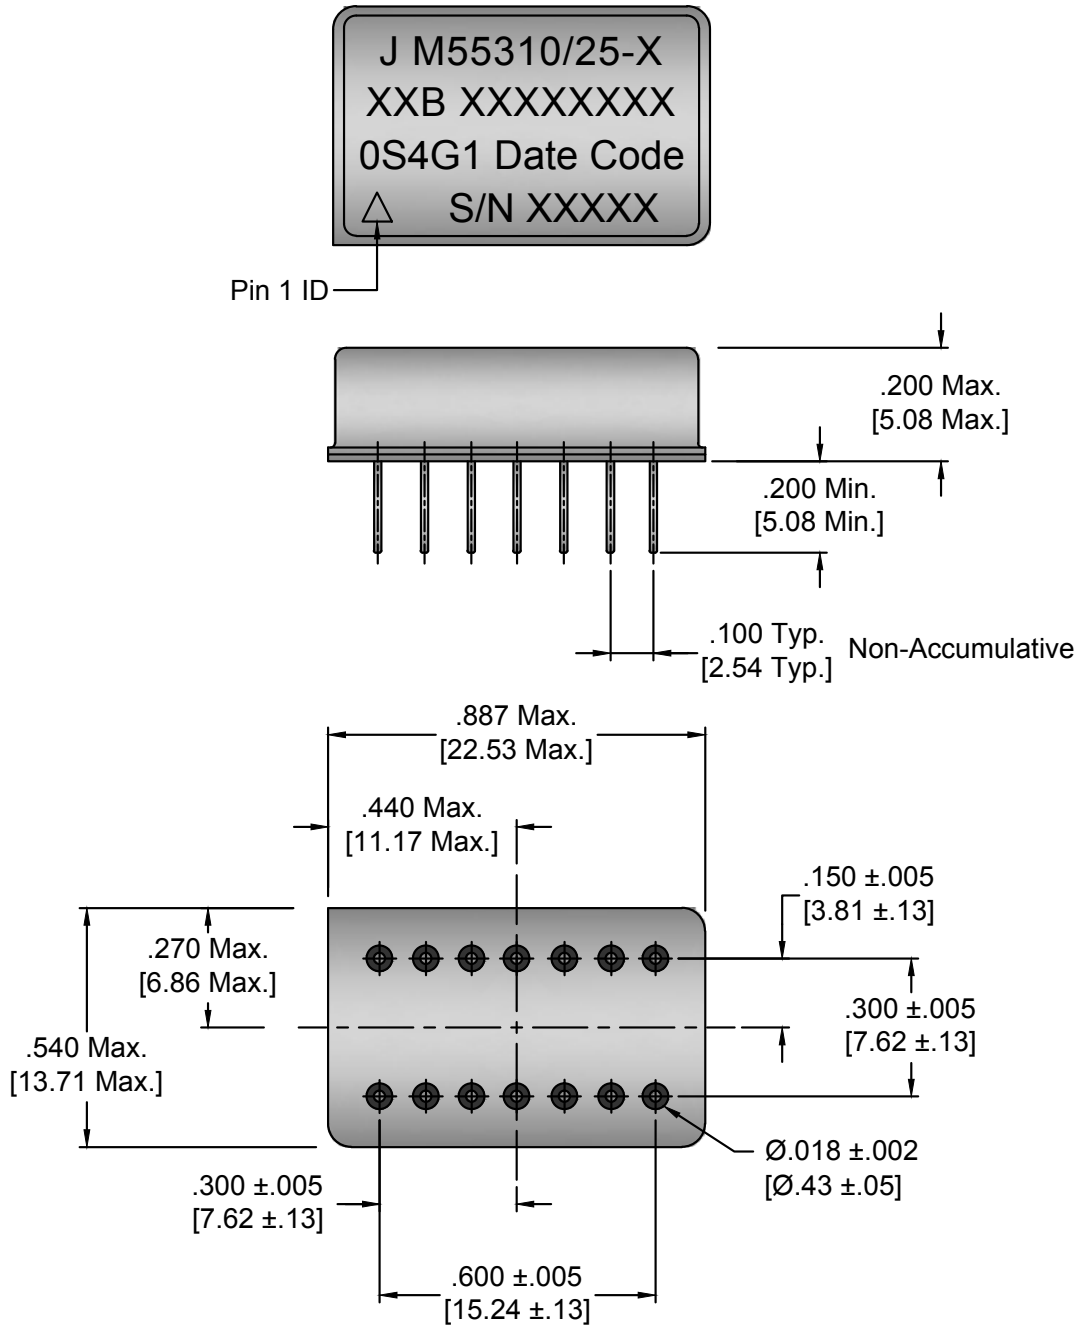 J M55310/25-X
XXB XXXXXXXX
0S4G1 Date Code
S/N XXXXX
Pin 1 ID
.200 Max.
[5.08 Max.]
.200 Min.
[5.08 Min.]
.100 Typ.
[2.54 Typ.]
Non-Accumulative
.887 Max.
[22.53 Max.]
.440 Max.
[11.17 Max.]
.150 ±.005
[3.81 ±.13]
.270 Max.
[6.86 Max.]
.300 ±.005
[7.62 ±.13]
.540 Max.
[13.71 Max.]
Ø.018 ±.002
[Ø.43 ±.05]
.300 ±.005
[7.62 ±.13]
.600 ±.005
[15.24 ±.13]